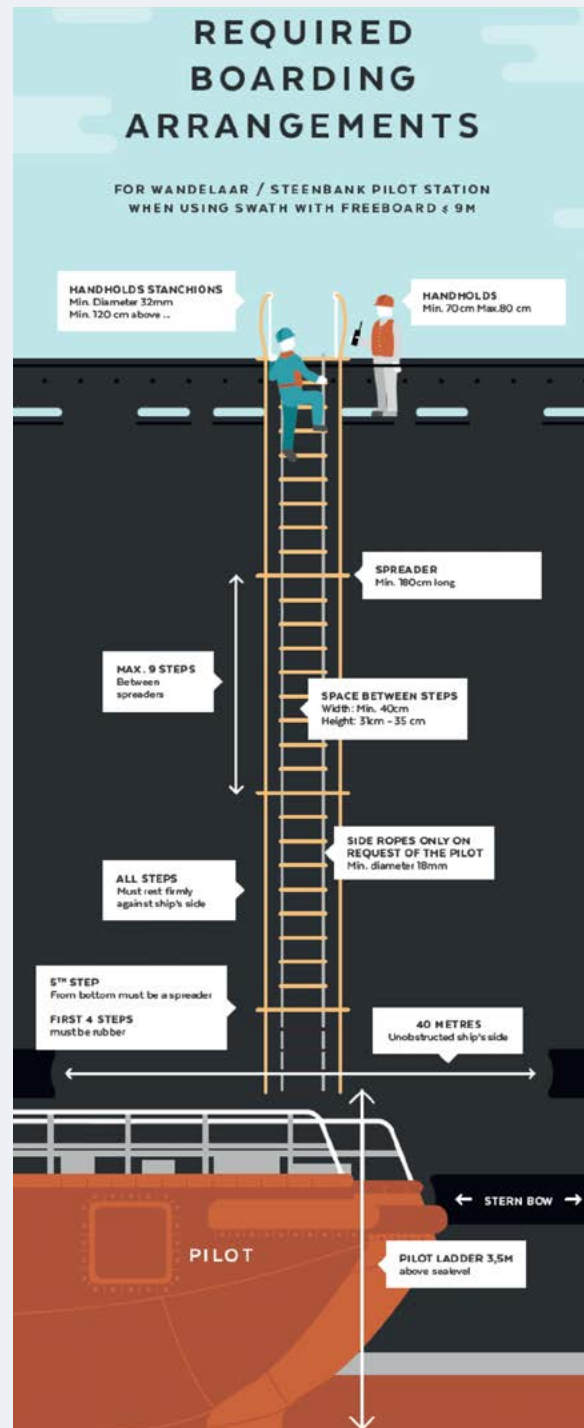 REQUIRED
BOARDING
ARRANGEMENTS
FOR WANDELAAR / STEENBANK PILOT STATION
WHEN USING SWATH WITH FREEBOARD ≤ 9M
HANDHOLDS STANCHIONS
Min. Diameter 32mm
Min. 120 cm above ...
HANDHOLDS
Min. 70cm Max.80 cm
SPREADER
Min. 180cm long
MAX. 9 STEPS
Between
spreaders
SPACE BETWEEN STEPS
Width: Min. 40cm
Height: 31cm - 35 cm
SIDE ROPES ONLY ON
REQUEST OF THE PILOT
Min. diameter 18mm
ALL STEPS
Must rest firmly
against ship's side
5TH STEP
From bottom must be a spreader
FIRST 4 STEPS
must be rubber
40 METRES
Unobstructed ship's side
← STERN BOW →
PILOT
PILOT LADDER 3,5M
above sealevel